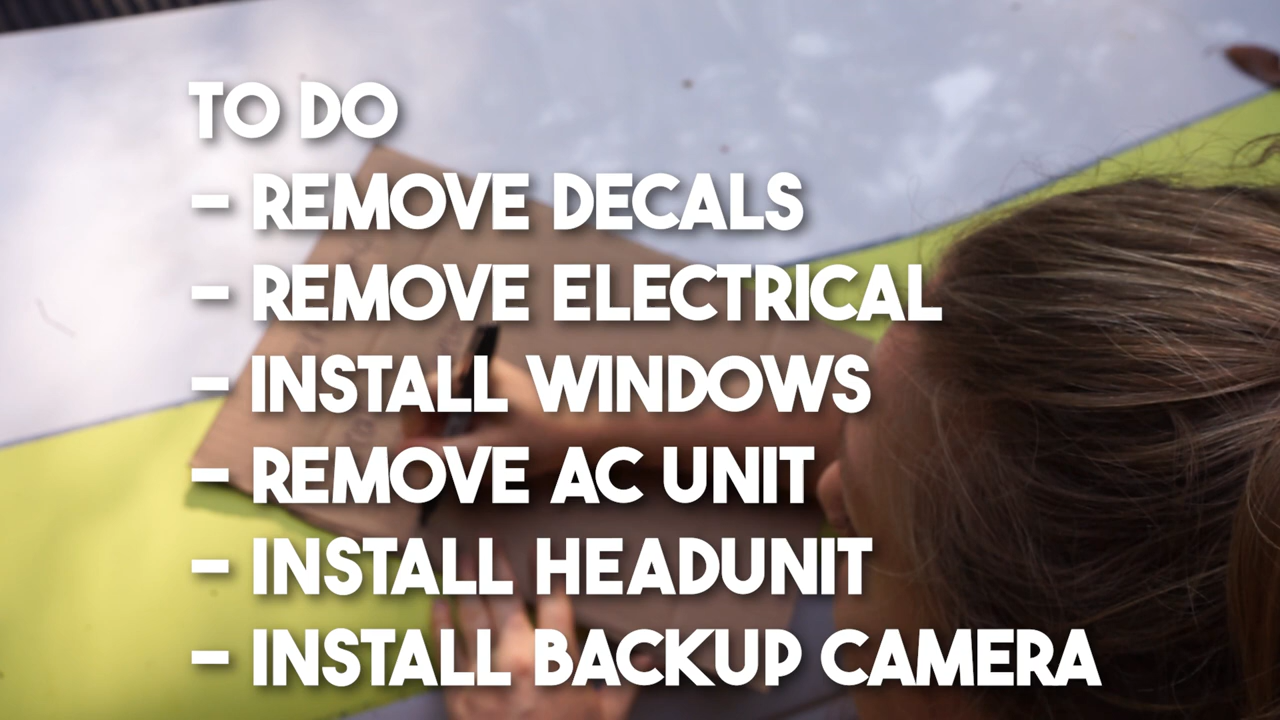 TO DO
- REMOVE DECALS
- REMOVE ELECTRICAL
- INSTALL WINDOWS
- REMOVE AC UNIT
- INSTALL HEADUNIT
- INSTALL BACKUP CAMERA